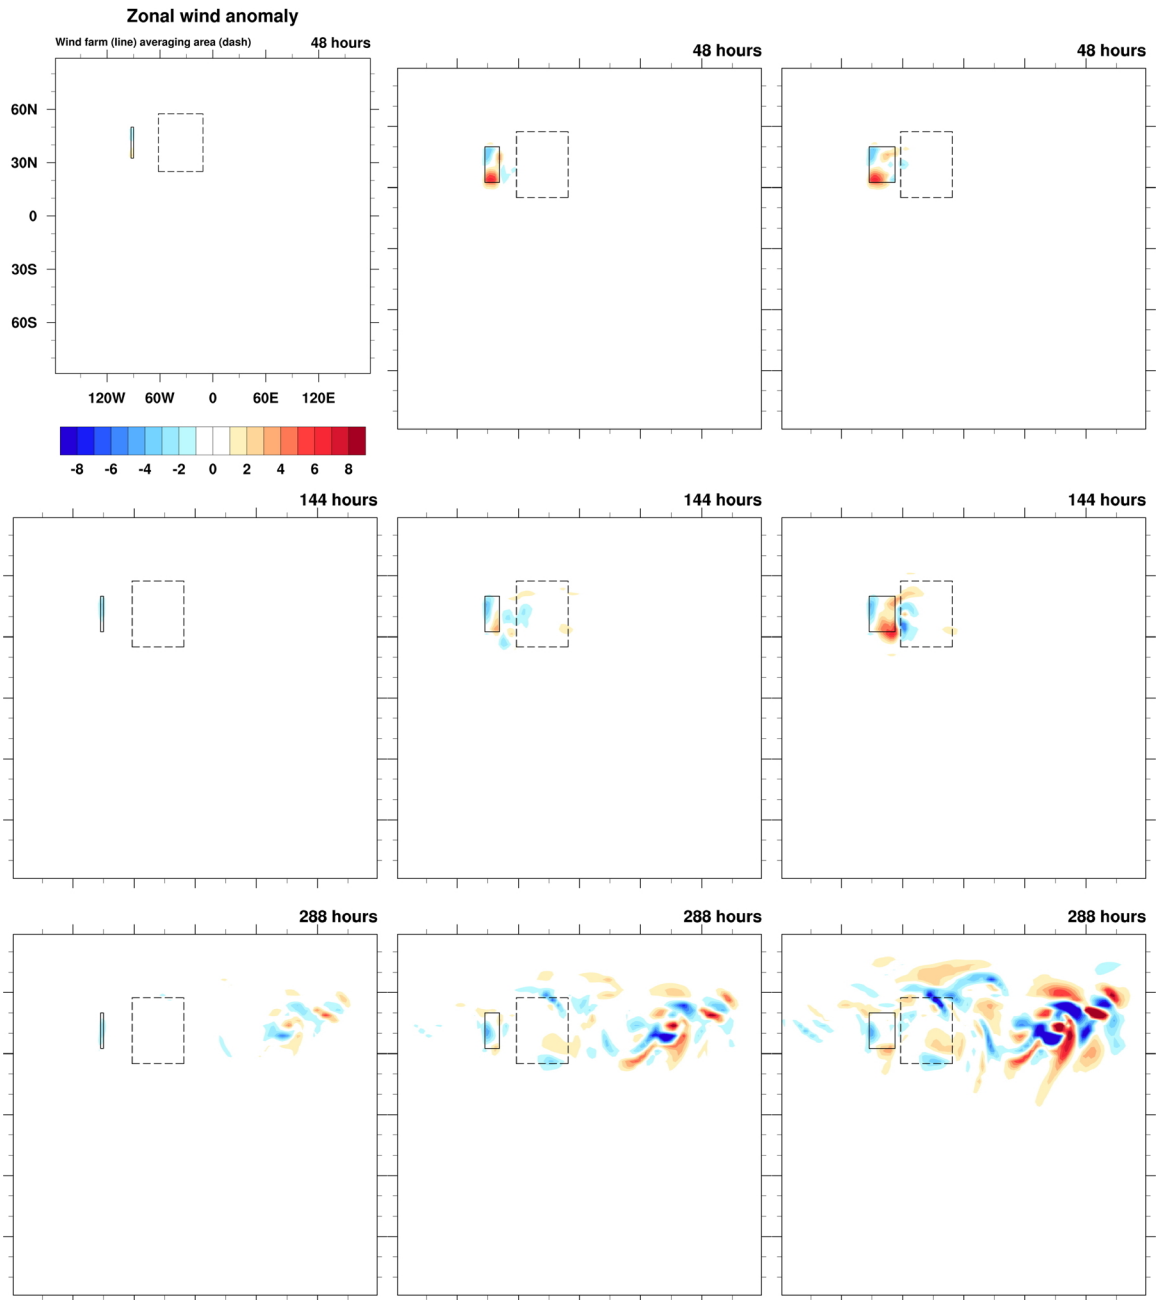 Zonal wind anomaly
Wind farm (line) averaging area (dash) 48 hours
48 hours
48 hours
60N
30N
0
30S
60S
120W 60W 0 60E 120E
-8 -6 -4 -2 0 2 4 6 8
144 hours
144 hours
144 hours
288 hours
288 hours
288 hours